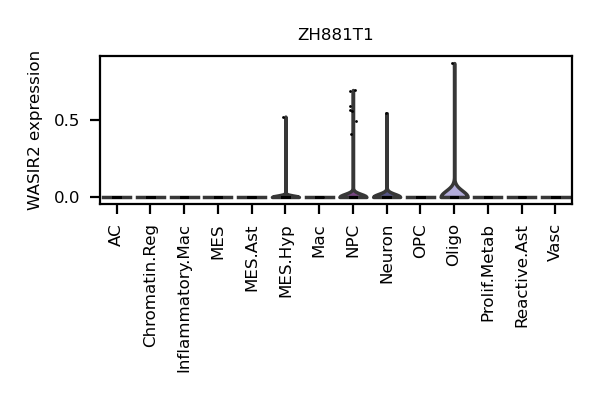 ZH881T1
WASIR2 expression
0.5
0.0
AC
Chromatin.Reg
Inflammatory.Mac
MES
MES.Ast
MES.Hyp
Mac
NPC
Neuron
OPC
Oligo
Prolif.Metab
Reactive.Ast
Vasc